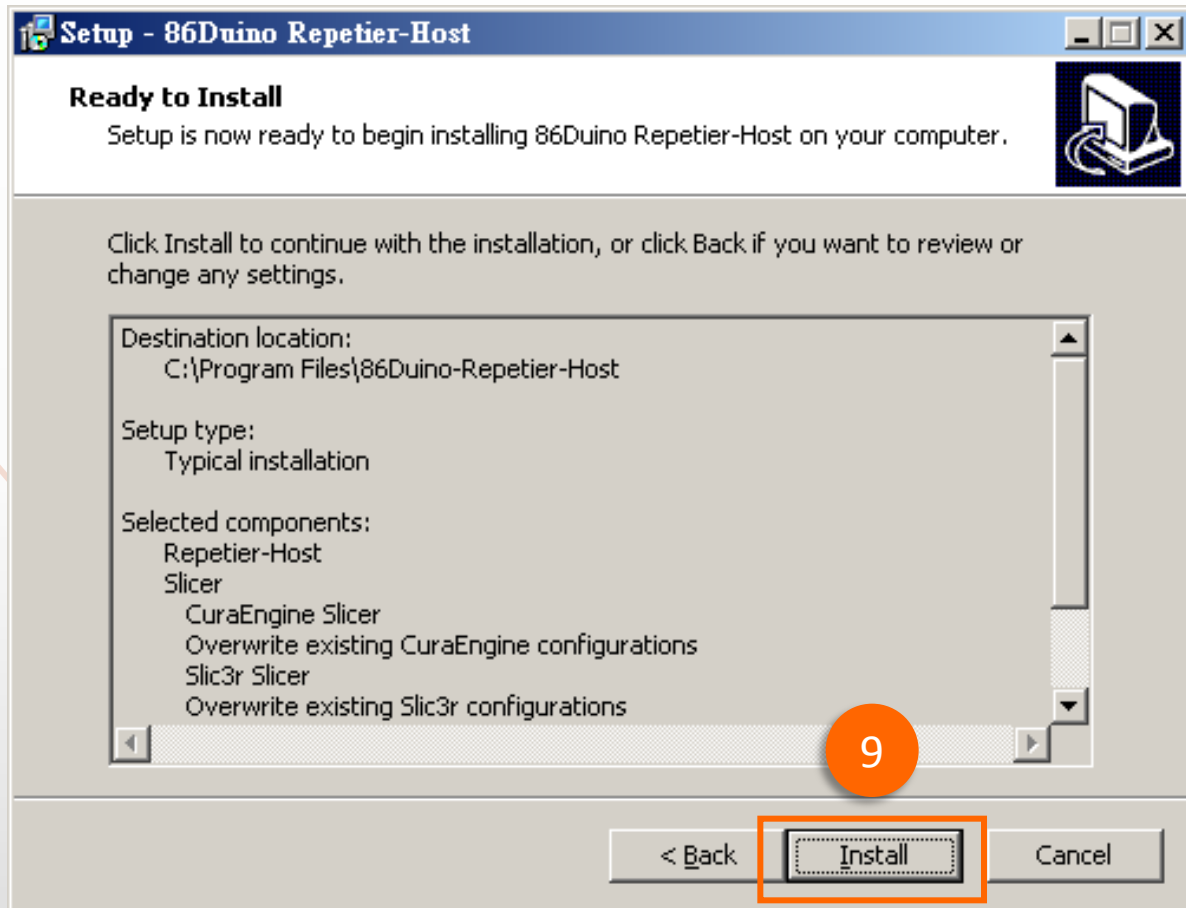 Setup - 86Duino Repetier-Host
Ready to Install
Setup is now ready to begin installing 86Duino Repetier-Host on your computer.
Click Install to continue with the installation, or click Back if you want to review or
change any settings.
Destination location:
C:\Program Files\86Duino-Repetier-Host
Setup type:
Typical installation
Selected components:
Repetier-Host
Slicer
CuraEngine Slicer
Overwrite existing CuraEngine configurations
Slic3r Slicer
Overwrite existing Slic3r configurations
9
< Back Install Cancel